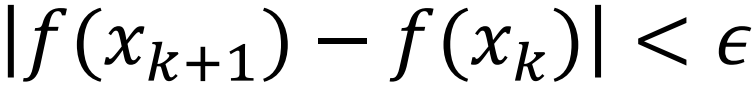 |f(x_{k+1}) − f(x_k)| < ϵ